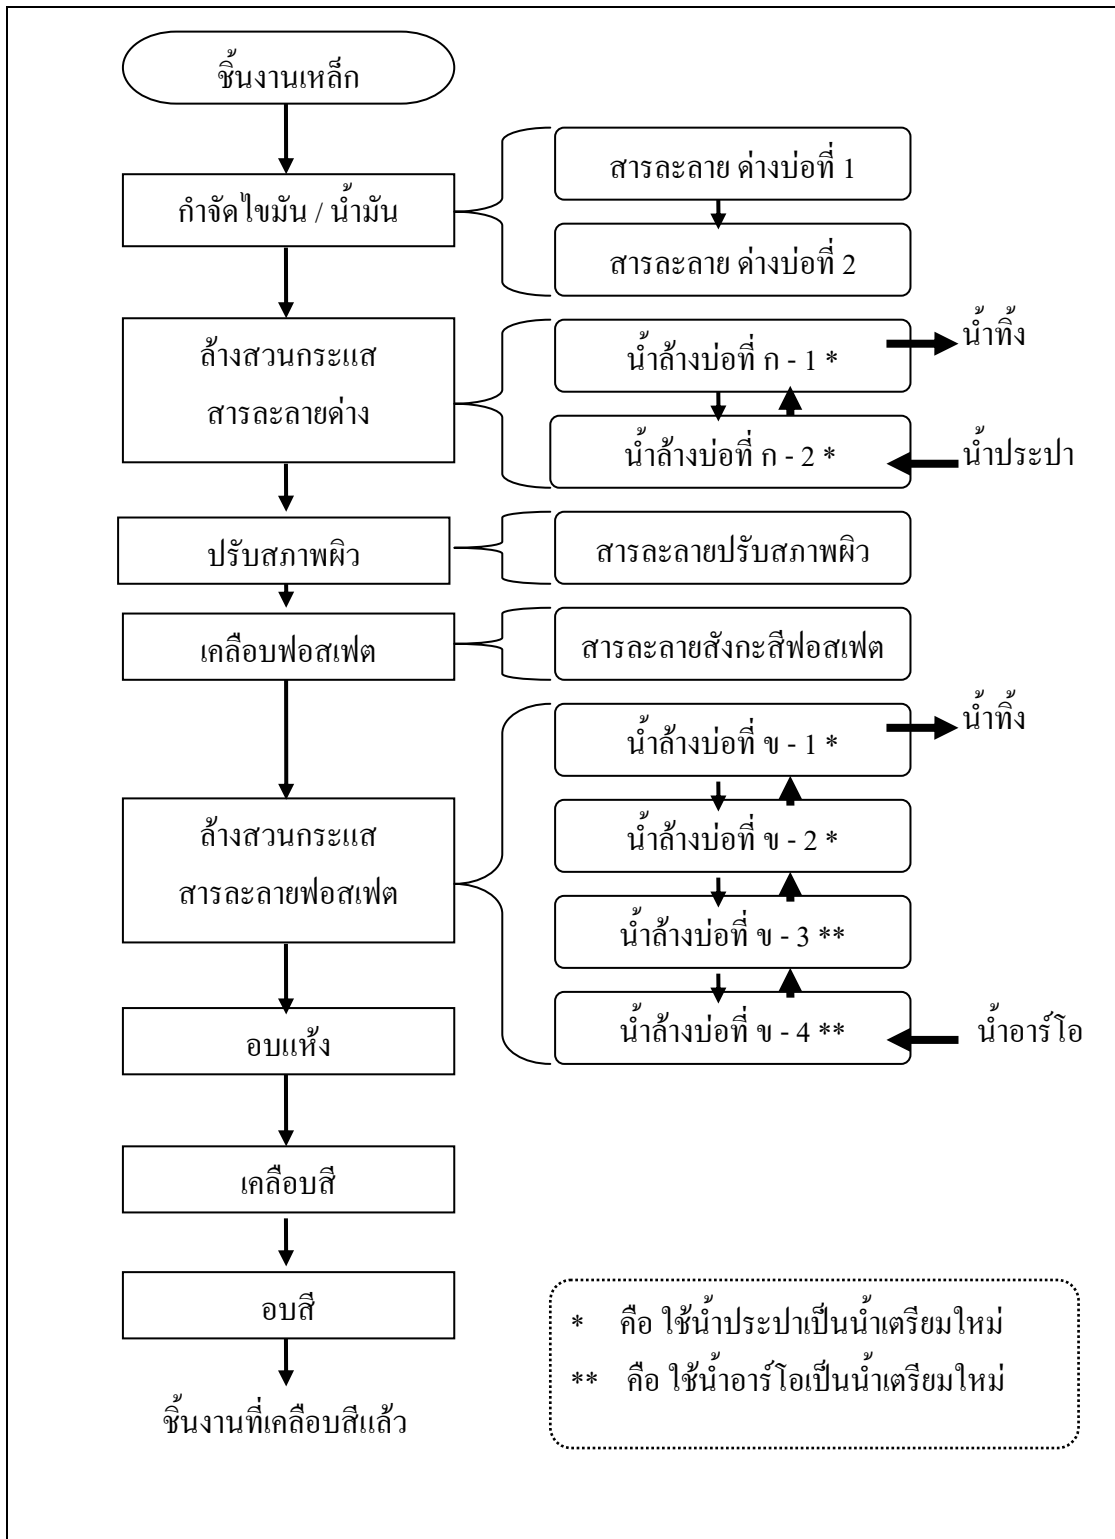 ชิ้นงานเหล็ก
กำจัดไขมัน / น้ำมัน
สารละลาย ด่างบ่อที่ 1
สารละลาย ด่างบ่อที่ 2
ล้างสวนกระแส
สารละลายด่าง
น้ำล้างบ่อที่ ก - 1 *
น้ำทิ้ง
น้ำล้างบ่อที่ ก - 2 *
น้ำประปา
ปรับสภาพผิว
สารละลายปรับสภาพผิว
เคลือบฟอสเฟต
สารละลายสังกะสีฟอสเฟต
ล้างสวนกระแส
สารละลายฟอสเฟต
น้ำล้างบ่อที่ ข - 1 *
น้ำทิ้ง
น้ำล้างบ่อที่ ข - 2 *
น้ำล้างบ่อที่ ข - 3 **
น้ำล้างบ่อที่ ข - 4 **
น้ำอาร์โอ
อบแห้ง
เคลือบสี
อบสี
ชิ้นงานที่เคลือบสีแล้ว
* คือ ใช้น้ำประปาเป็นน้ำเตรียมใหม่
** คือ ใช้น้ำอาร์โอเป็นน้ำเตรียมใหม่